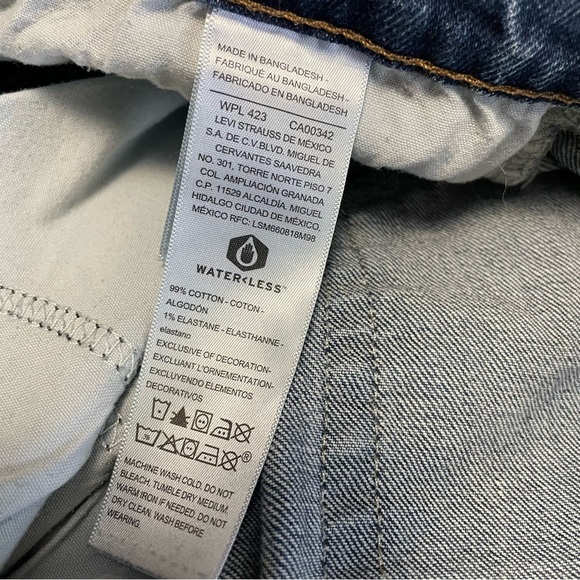 MADE IN BANGLADESH -
FABRIQUÉ AU BANGLADESH -
FABRICADO EN BANGLADESH
WPL 423 CA00342
LEVI STRAUSS DE MÉXICO
S.A. DE C.V.BLVD. MIGUEL DE
CERVANTES SAAVEDRA
NO. 301, TORRE NORTE PISO 7
COL. AMPLIACIÓN GRANADA
C.P. 11529 ALCALDÍA. MIGUEL
HIDALGO CIUDAD DE MÉXICO,
MÉXICO RFC: LSM660818M98
WATER<LESS™
99% COTTON - COTON -
ALGODÓN
1% ELASTANE - ELASTHANNE -
elastano
EXCLUSIVE OF DECORATION-
EXCLUANT L'ORNEMENTATION-
EXCLUYENDO ELEMENTOS
DECORATIVOS
®
MACHINE WASH COLD. DO NOT
BLEACH. TUMBLE DRY MEDIUM.
WARM IRON IF NEEDED. DO NOT
DRY CLEAN. WASH BEFORE
WEARING.